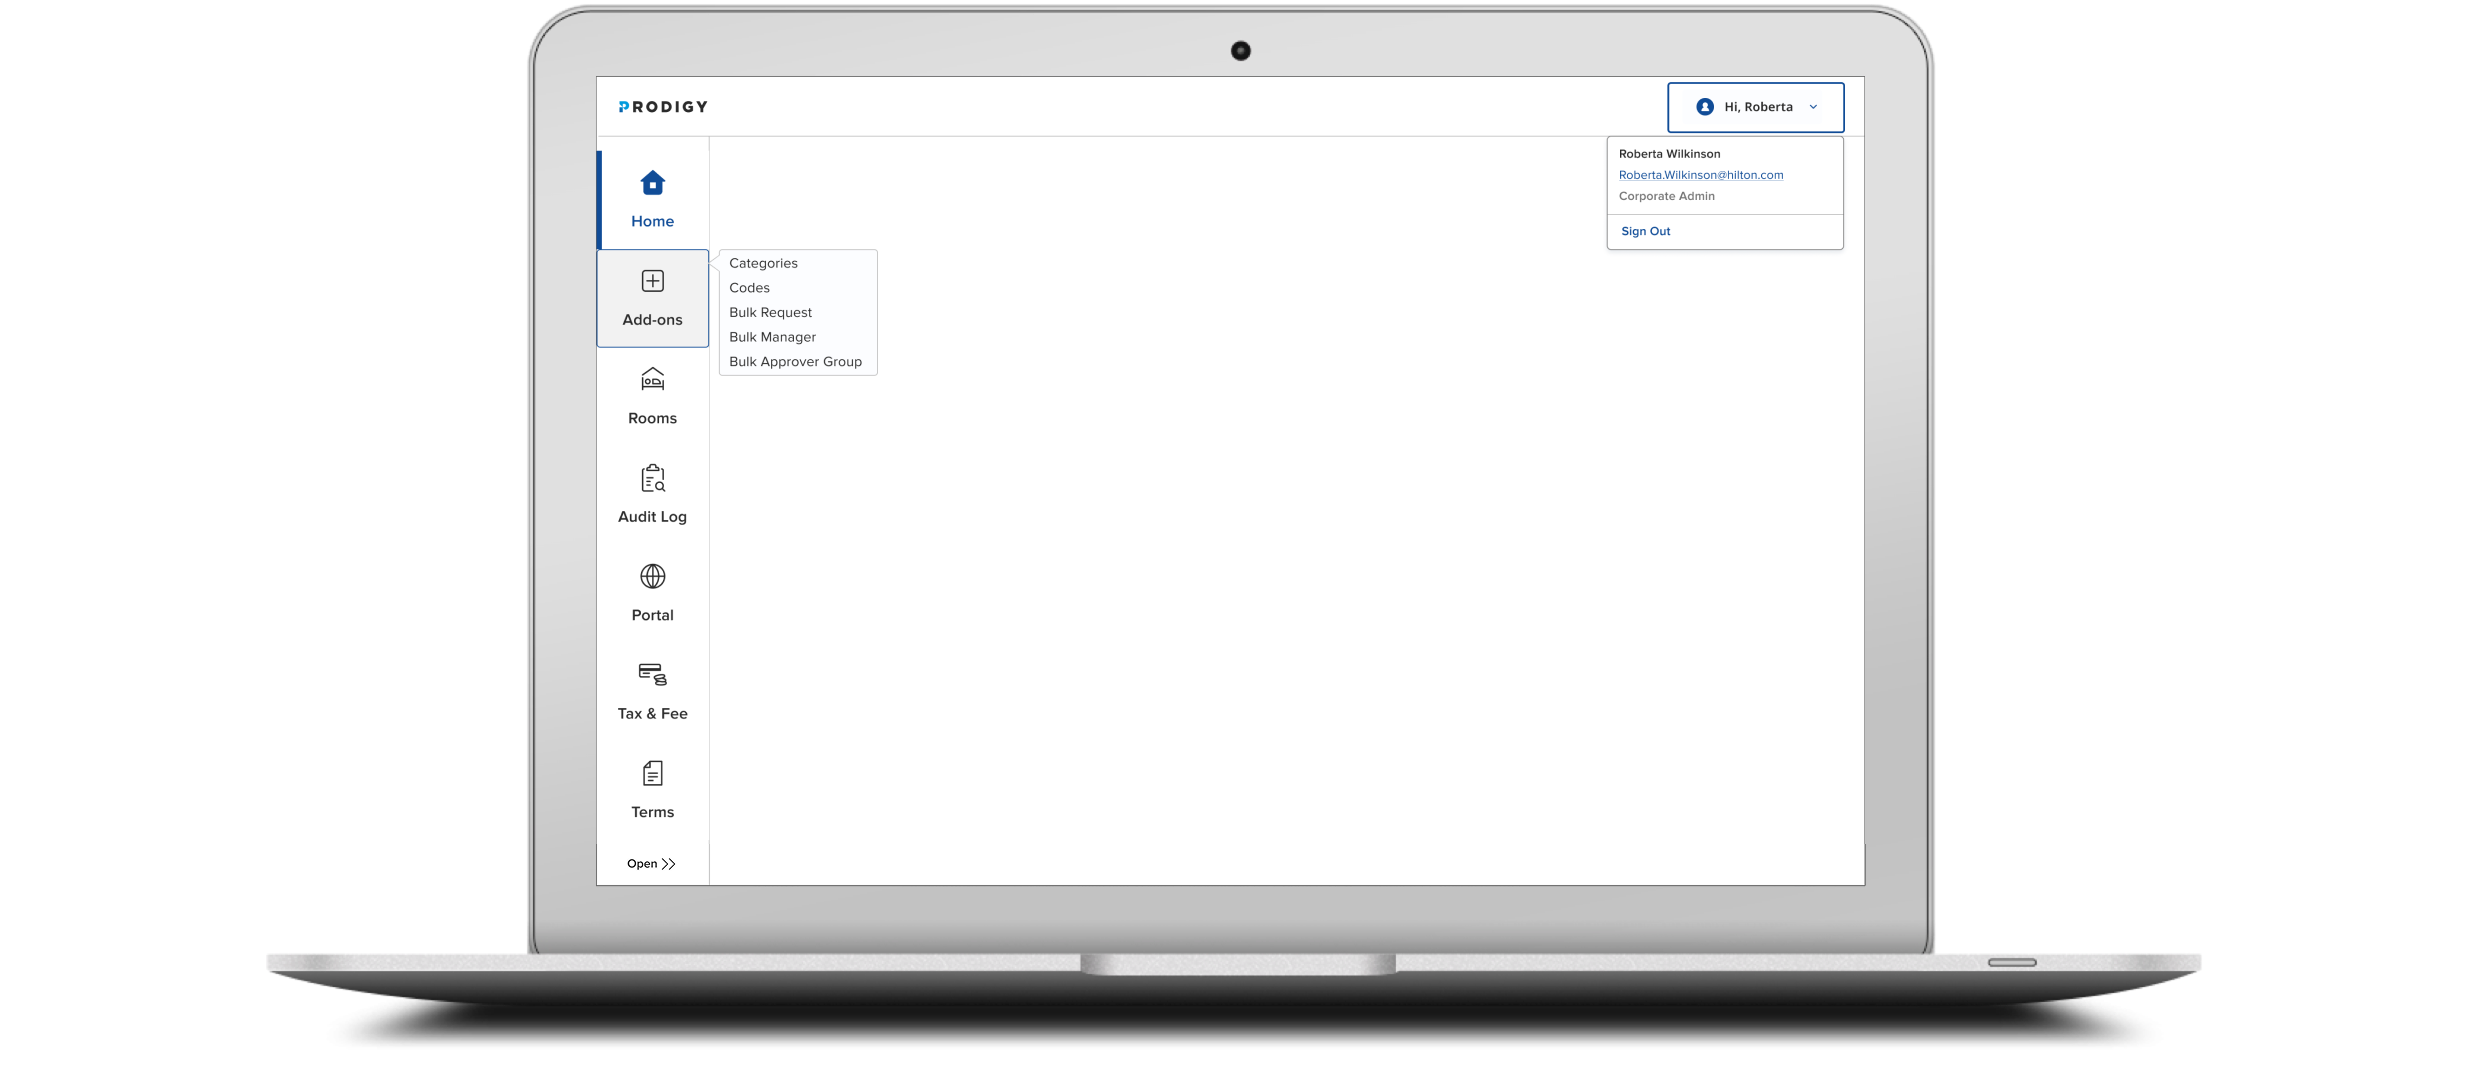 PRODIGY
Hi, Roberta
Roberta Wilkinson
Roberta.Wilkinson@hilton.com
Corporate Admin
Sign Out
Home
Add-ons
Categories
Codes
Bulk Request
Bulk Manager
Bulk Approver Group
Rooms
Audit Log
Portal
Tax & Fee
Terms
Open